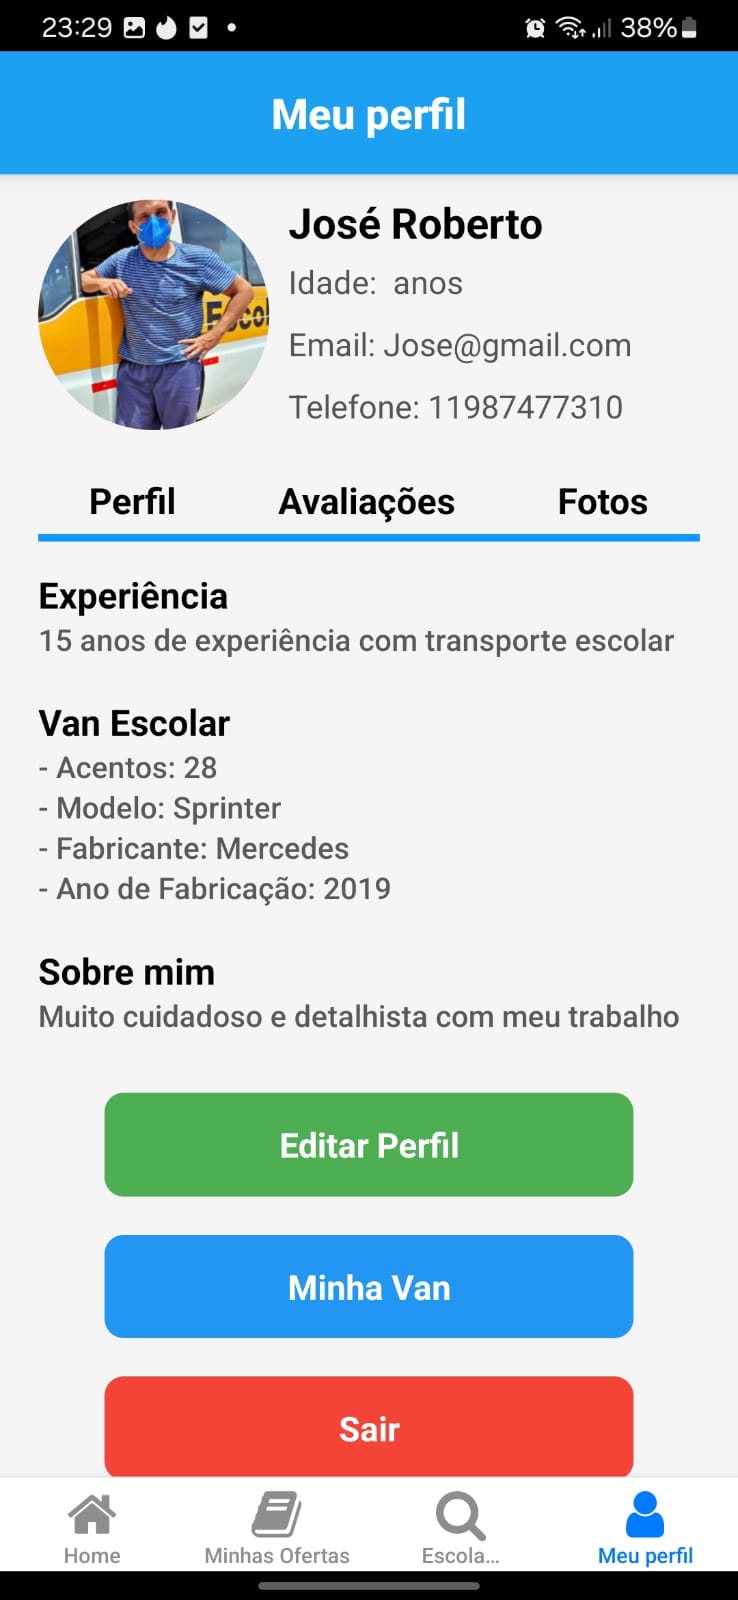 23:29 38%
Meu perfil
José Roberto
Idade:  anos
Email: Jose@gmail.com
Telefone: 11987477310
Perfil Avaliações Fotos
Experiência
15 anos de experiência com transporte escolar
Van Escolar
- Acentos: 28
- Modelo: Sprinter
- Fabricante: Mercedes
- Ano de Fabricação: 2019
Sobre mim
Muito cuidadoso e detalhista com meu trabalho
Editar Perfil
Minha Van
Sair
Home Minhas Ofertas Escola... Meu perfil